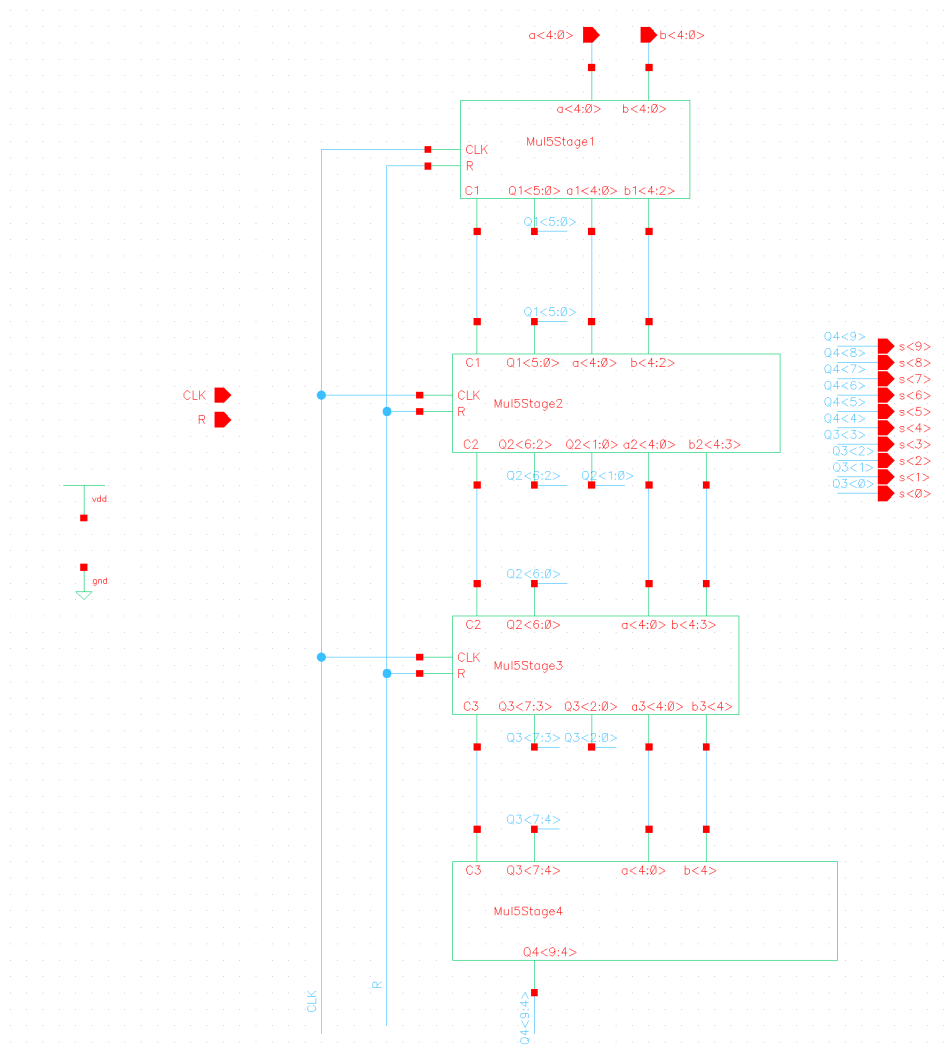 a<4:0> b<4:0>
a<4:0> b<4:0>
Mul5Stage1
CLK
R
C1 Q1<5:0> a1<4:0> b1<4:2>
Q1<5:0>
Q1<5:0>
C1 Q1<5:0> a<4:0> b<4:2>
CLK
Mul5Stage2
R
C2 Q2<6:2> Q2<1:0> a2<4:0> b2<4:3>
Q2<6:2> Q2<1:0>
Q2<6:0>
C2 Q2<6:0> a<4:0> b<4:3>
CLK
Mul5Stage3
R
C3 Q3<7:3> Q3<2:0> a3<4:0> b3<4>
Q3<7:3> Q3<2:0>
Q3<7:4>
C3 Q3<7:4> a<4:0> b<4>
Mul5Stage4
Q4<9:4>
Q4<9:4>
CLK
R
CLK
R
vdd
gnd
Q4<9> s<9>
Q4<8> s<8>
Q4<7> s<7>
Q4<6> s<6>
Q4<5> s<5>
Q4<4> s<4>
Q3<3> s<3>
Q3<2> s<2>
Q3<1> s<1>
Q3<0> s<0>